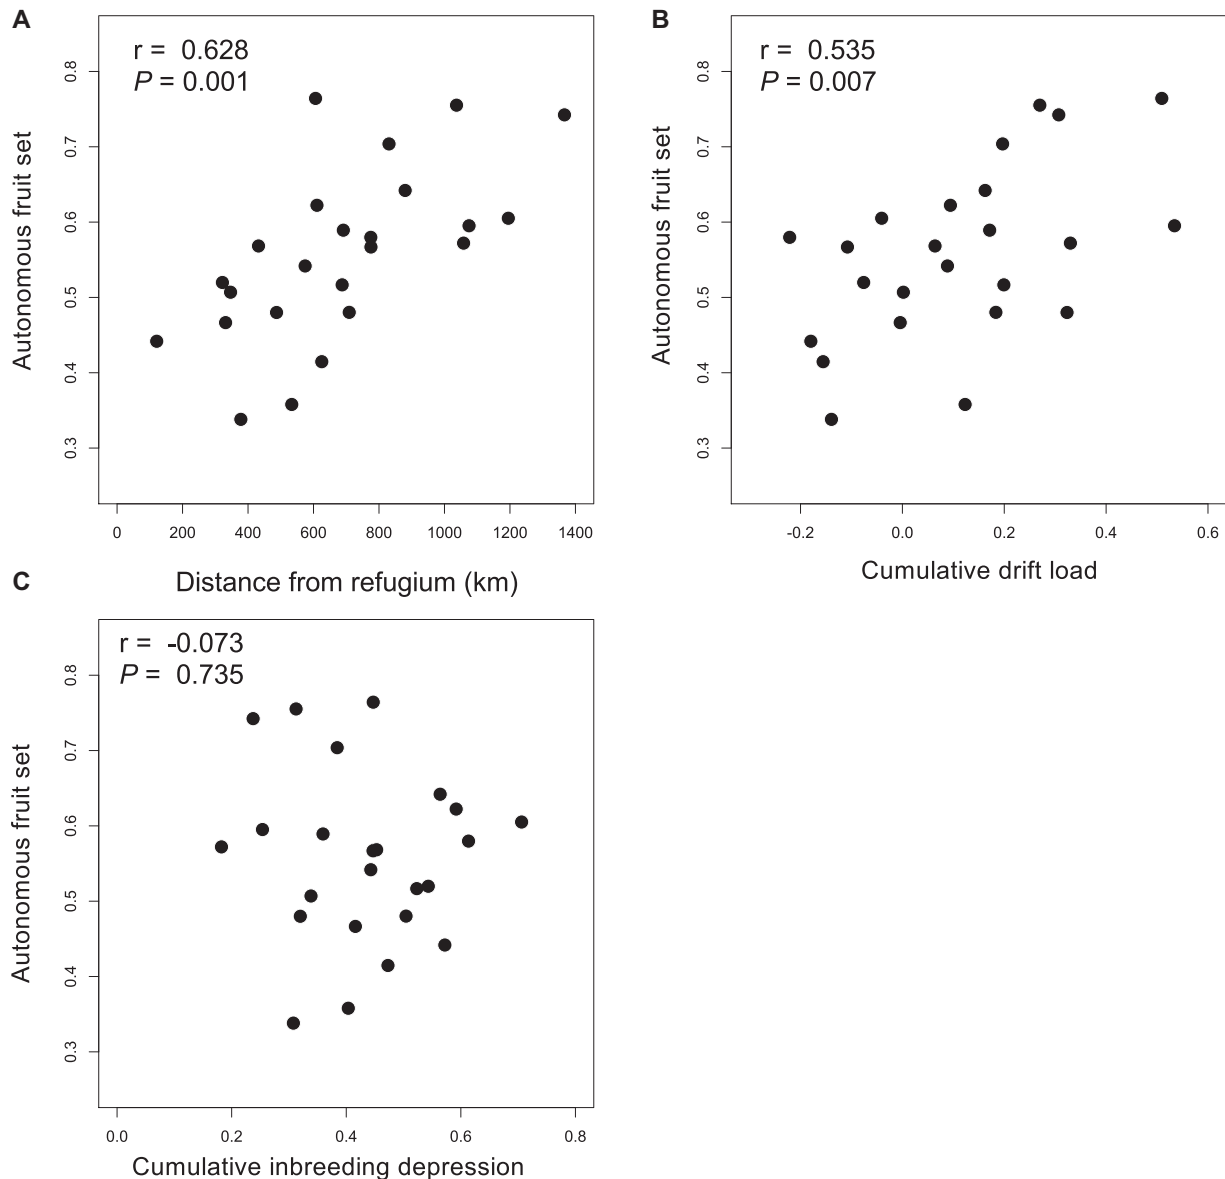 A
r = 0.628
P = 0.001
Autonomous fruit set
0.8
0.7
0.6
0.5
0.4
0.3
0 200 400 600 800 1000 1200 1400
Distance from refugium (km)
B
r = 0.535
P = 0.007
Autonomous fruit set
0.8
0.7
0.6
0.5
0.4
0.3
-0.2 0.0 0.2 0.4 0.6
Cumulative drift load
C
r = -0.073
P = 0.735
Autonomous fruit set
0.8
0.7
0.6
0.5
0.4
0.3
0.0 0.2 0.4 0.6 0.8
Cumulative inbreeding depression